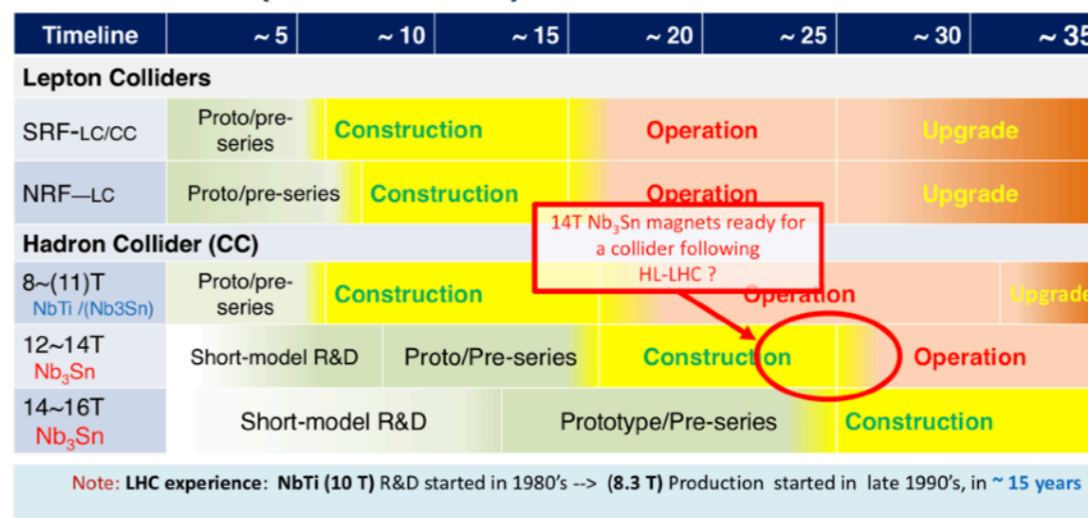 Timeline ~ 5 ~ 10 ~ 15 ~ 20 ~ 25 ~ 30 ~ 35
Lepton Colliders
SRF-LC/CC Proto/pre-series Construction Operation Upgrade
NRF—LC Proto/pre-series Construction Operation Upgrade
14T Nb₃Sn magnets ready for
a collider following
HL-LHC ?
Hadron Collider (CC)
8~(11)T
NbTi /(Nb3Sn)
Proto/pre-
series
Construction Operation Upgrade
12~14T
Nb₃Sn
Short-model R&D Proto/Pre-series Construction Operation
14~16T
Nb₃Sn
Short-model R&D Prototype/Pre-series Construction
Note: LHC experience: NbTi (10 T) R&D started in 1980's --> (8.3 T) Production started in late 1990's, in ~ 15 years